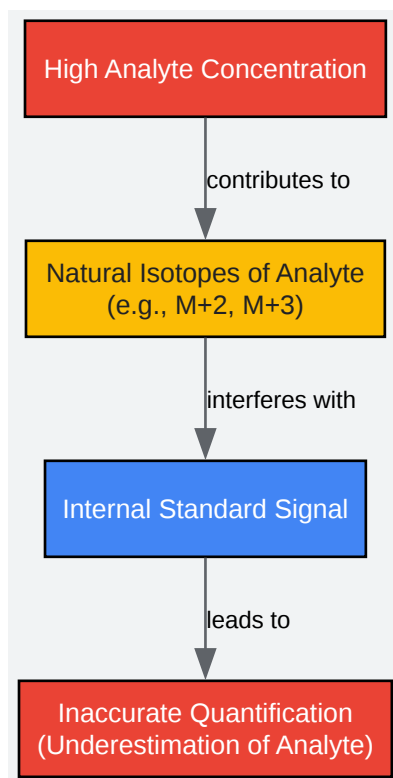 High Analyte Concentration
contributes to
Natural Isotopes of Analyte
(e.g., M+2, M+3)
interferes with
Internal Standard Signal
leads to
Inaccurate Quantification
(Underestimation of Analyte)